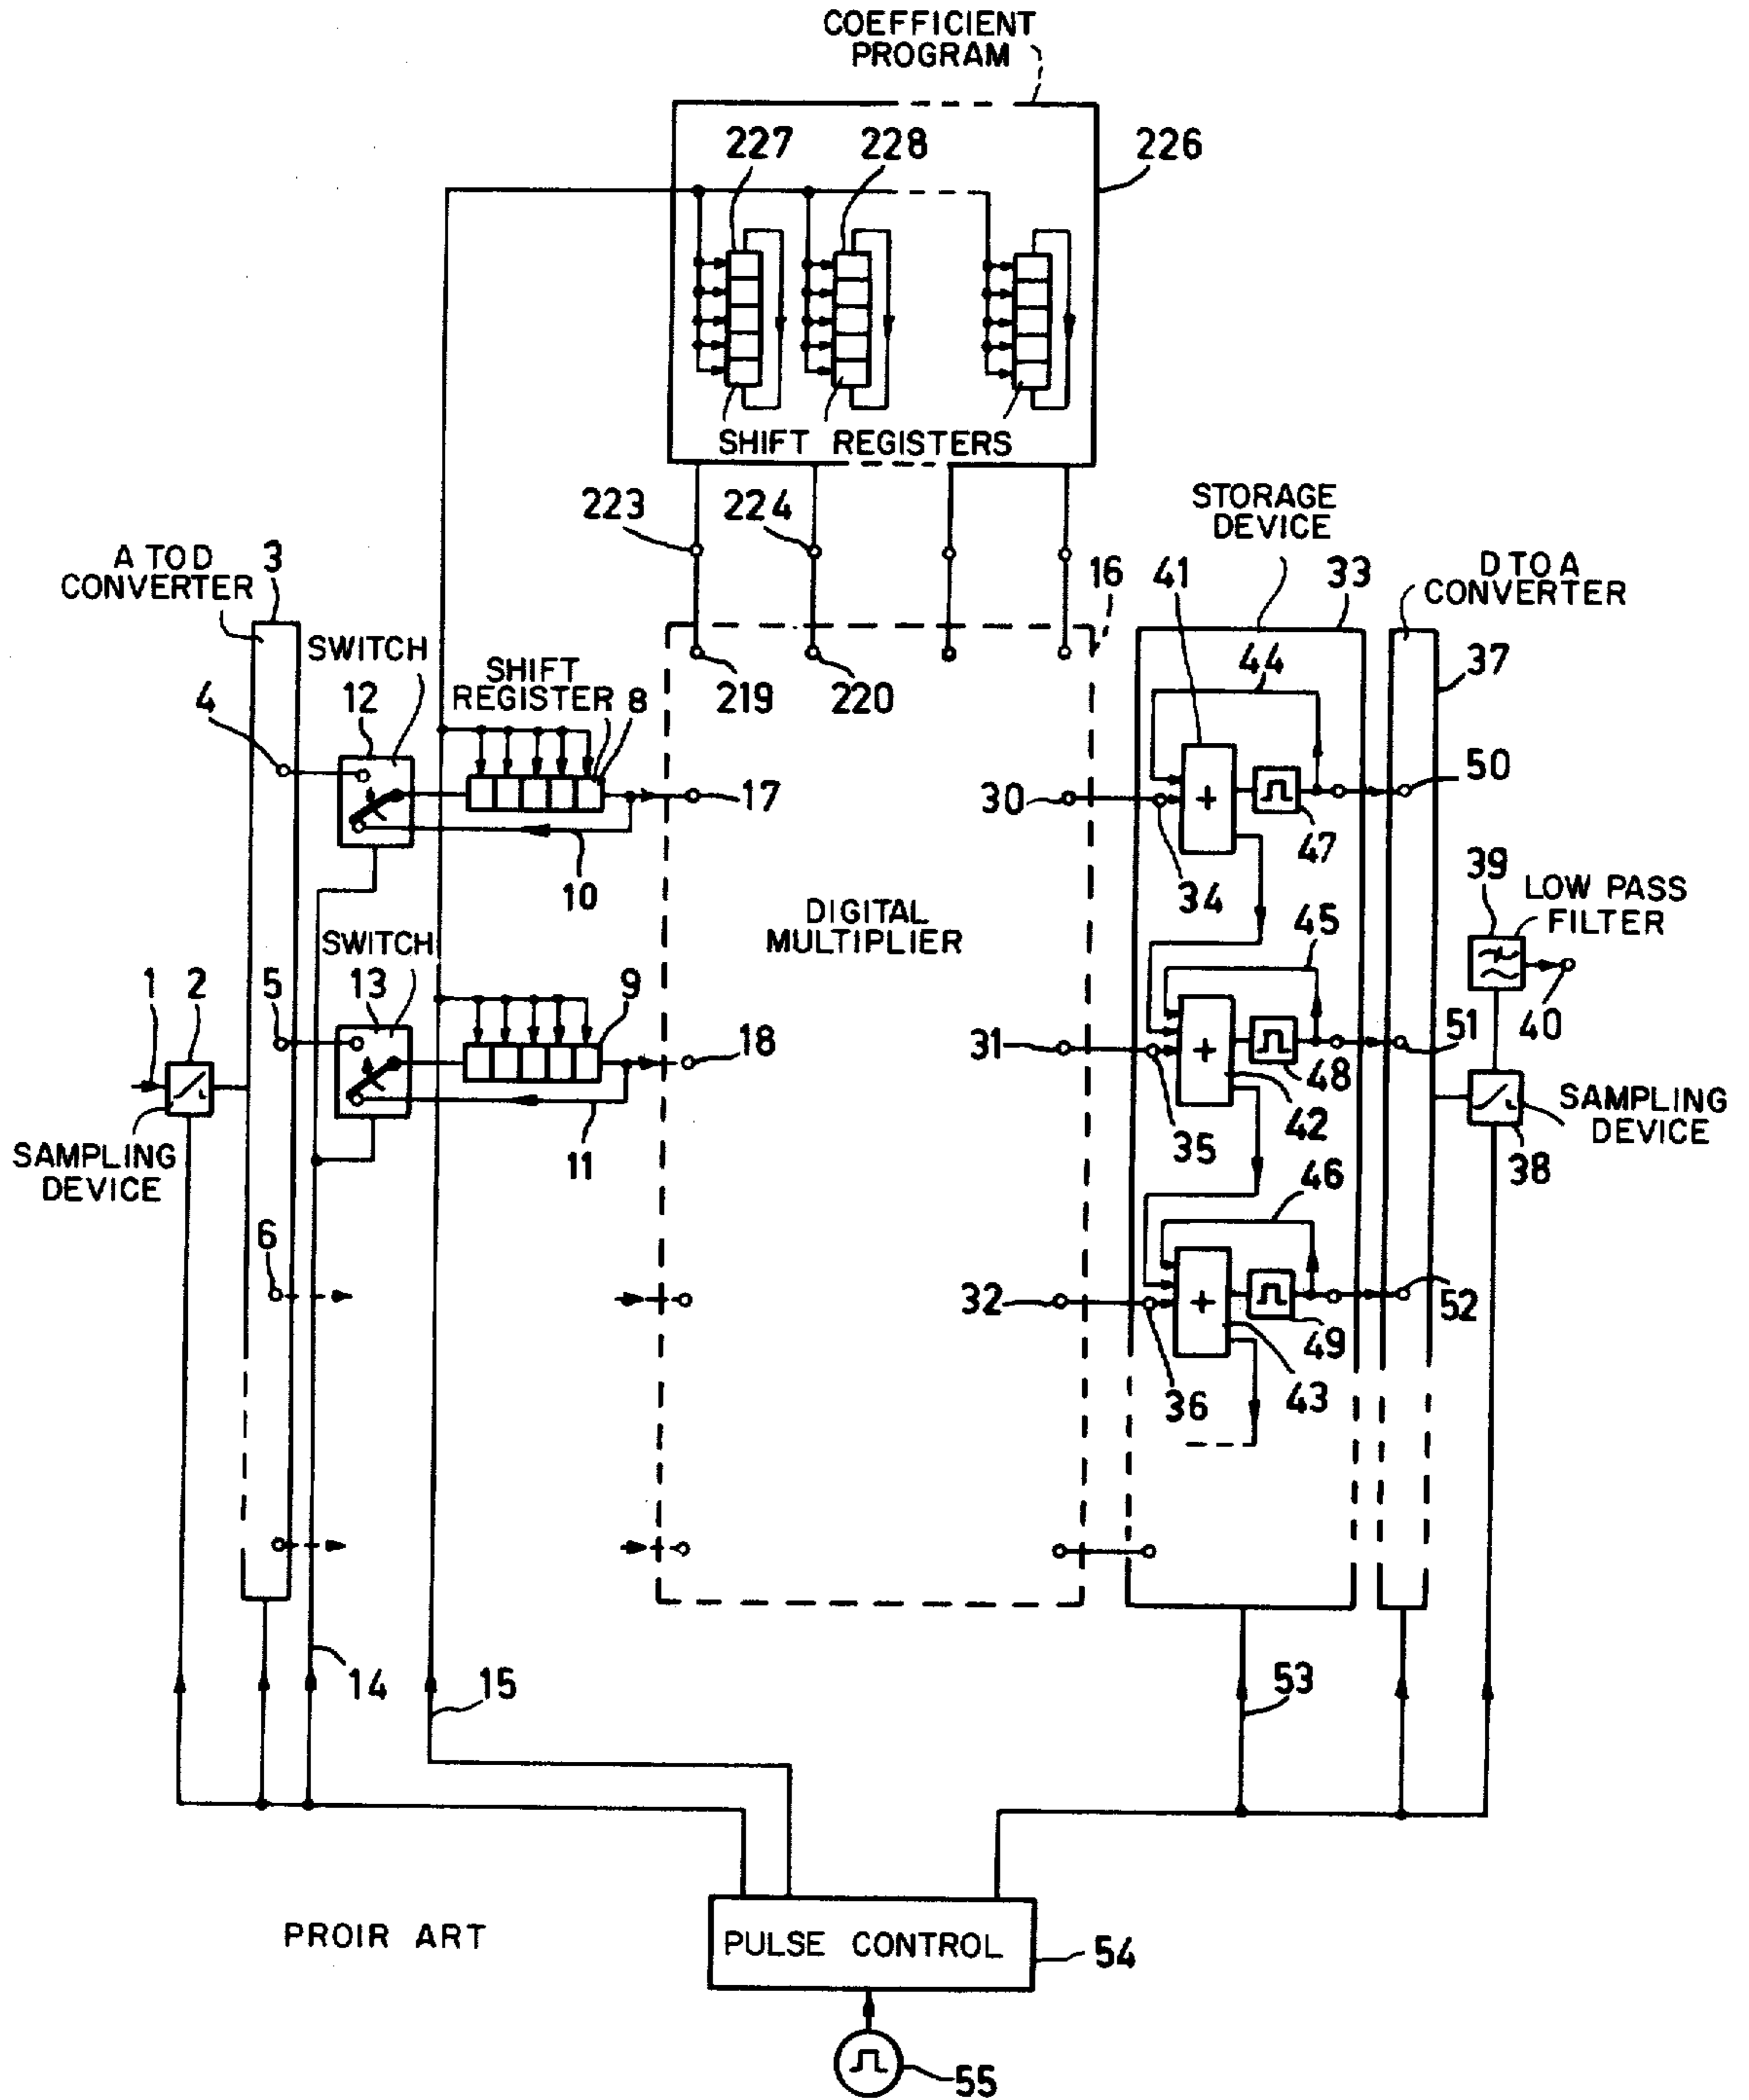 COEFFICIENT
PROGRAM
227
228
226
SHIFT REGISTERS
223
224
STORAGE
DEVICE
A TO D
CONVERTER
3
16
41
33
D TO A
CONVERTER
SWITCH
SHIFT
REGISTER
8
44
37
4
12
219
220
17
30
50
47
10
34
39
LOW PASS
FILTER
DIGITAL
MULTIPLIER
SWITCH
45
1
2
5
13
9
18
31
51
40
48
SAMPLING
DEVICE
11
35
42
SAMPLING
DEVICE
38
46
6
32
52
49
36
43
14
15
53
PROIR ART
PULSE CONTROL
54
55